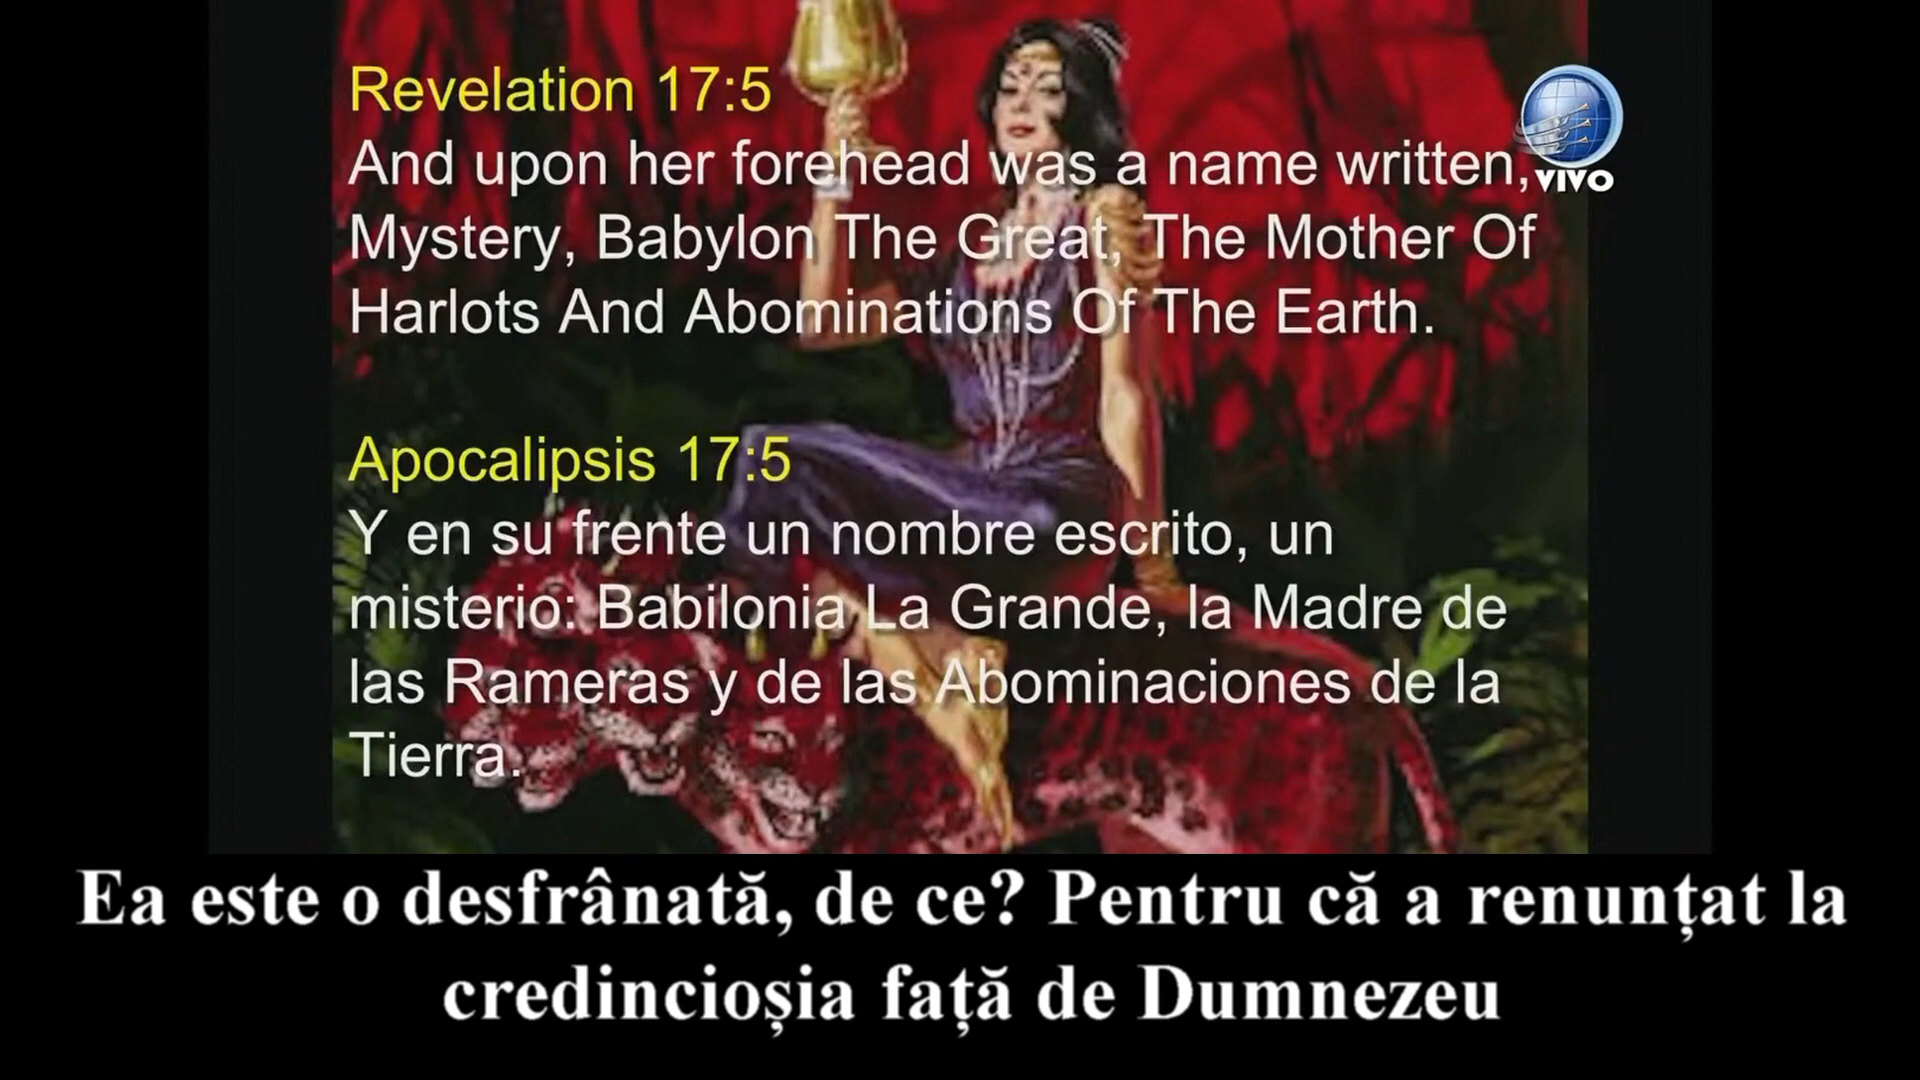 Revelation 17:5
And upon her forehead was a name written,
Mystery, Babylon The Great, The Mother Of
Harlots And Abominations Of The Earth.
VIVO
Apocalipsis 17:5
Y en su frente un nombre escrito, un
misterio: Babilonia La Grande, la Madre de
las Rameras y de las Abominaciones de la
Tierra.
Ea este o desfrânată, de ce? Pentru că a renunțat la
credincioșia față de Dumnezeu